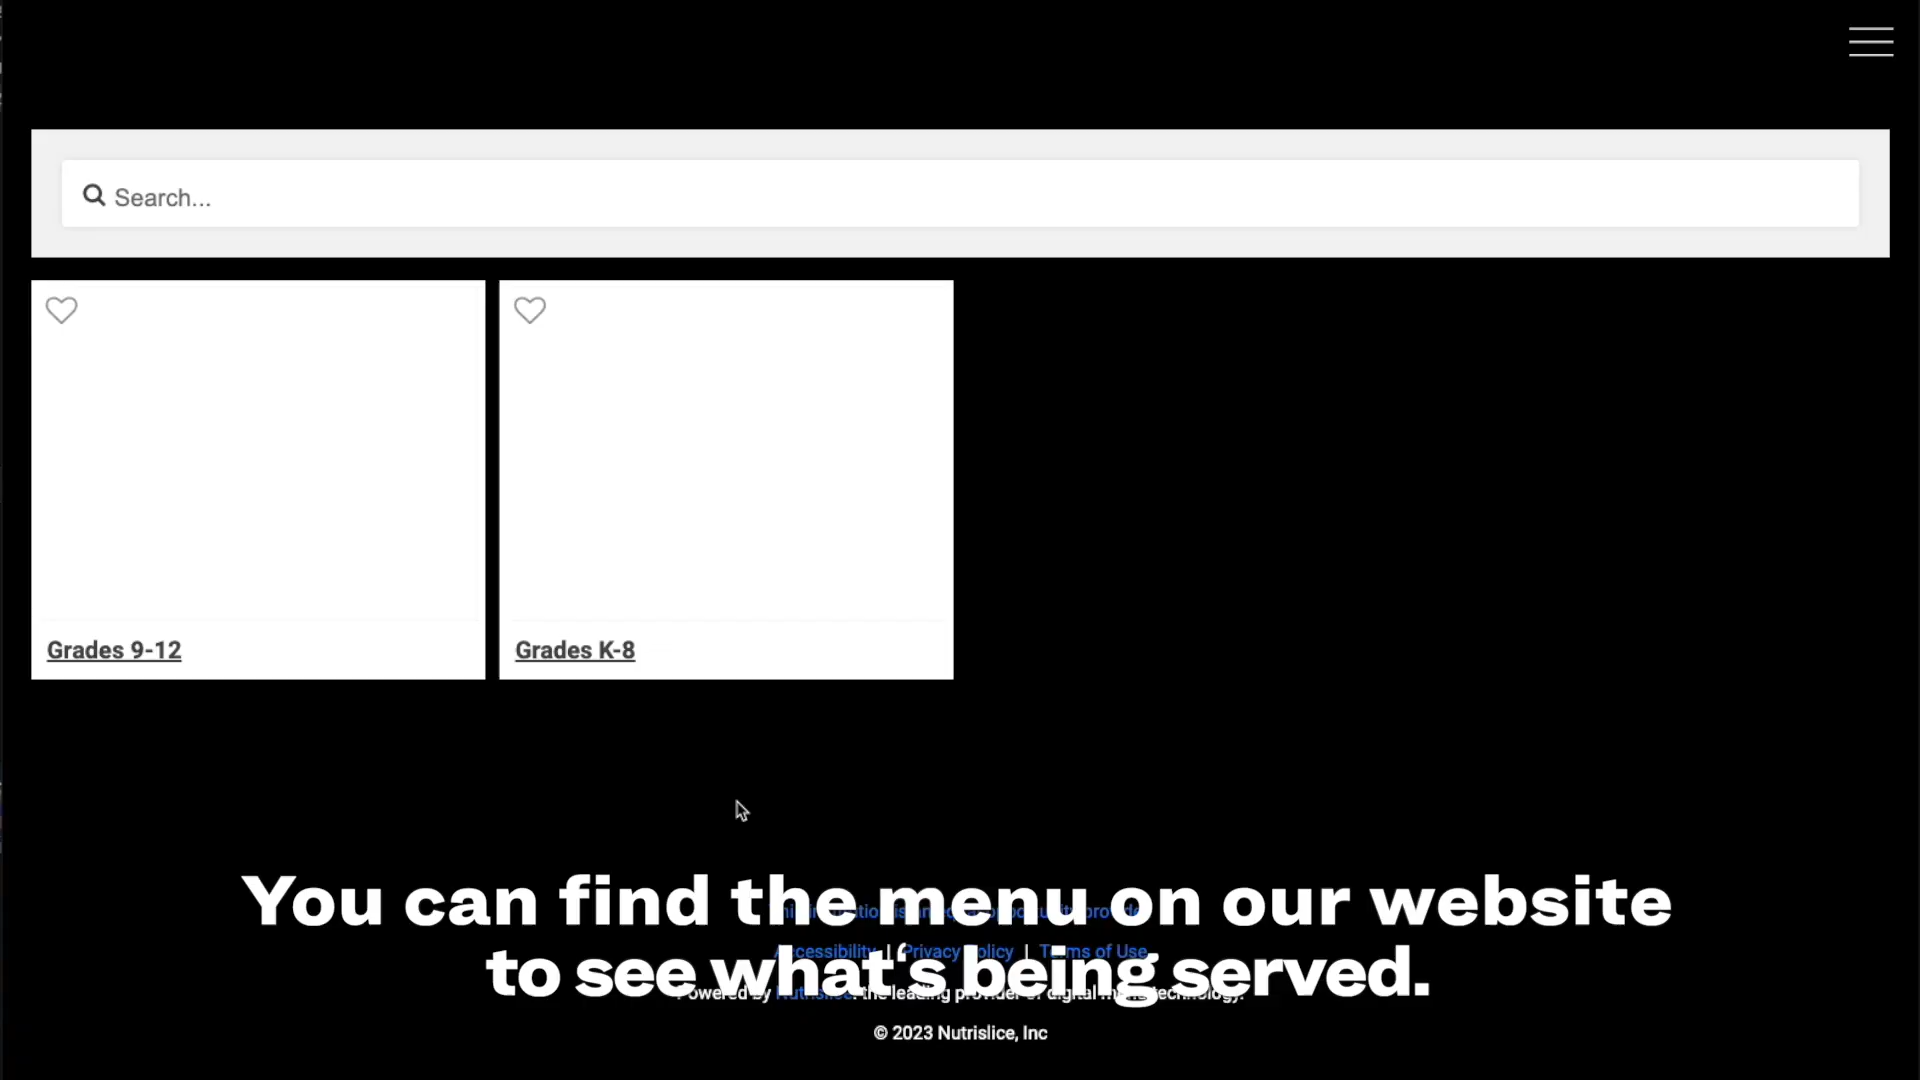 Search...
Grades 9-12
Grades K-8
You can find the menu on our website
to see what's being served.
Accessibility | Privacy Policy | Terms of Use
Powered by Nutrislice, the leading provider of digital menu technology.
© 2023 Nutrislice, Inc